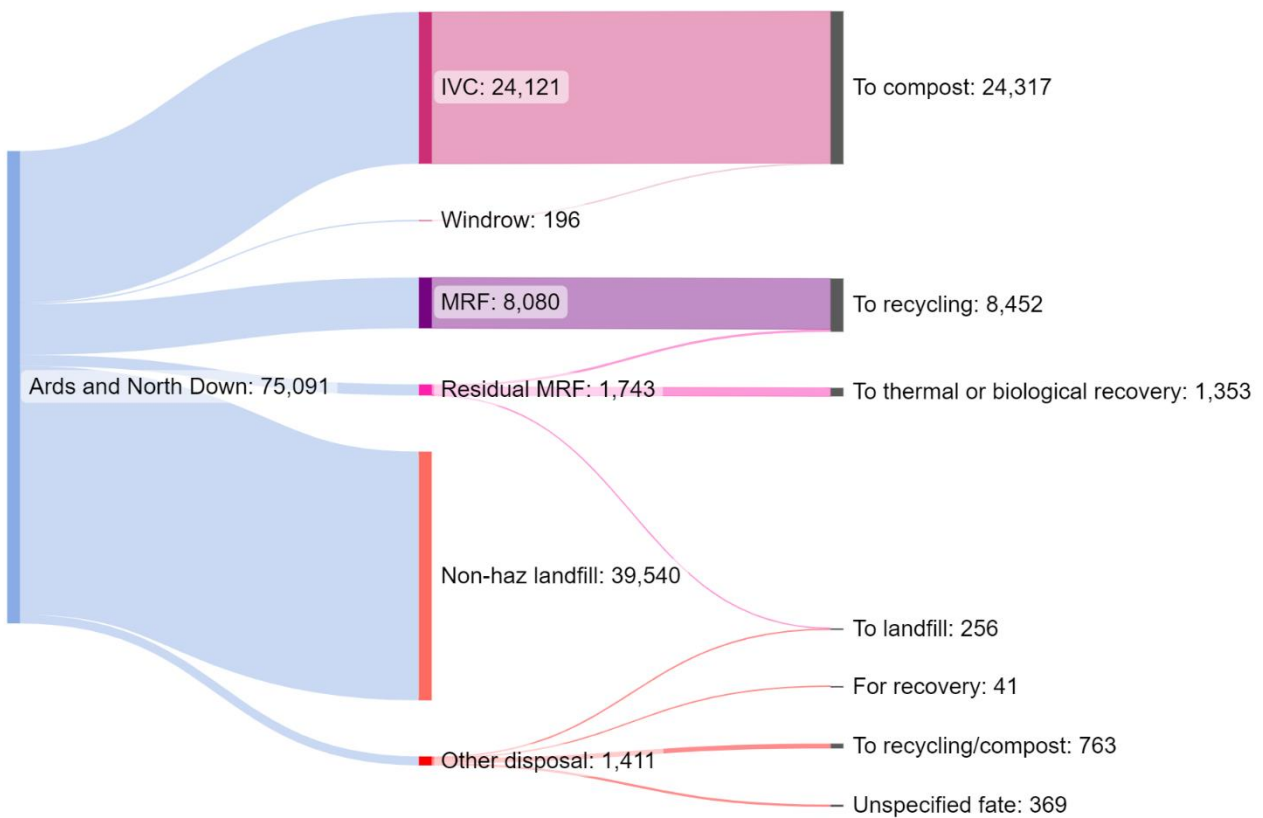 IVC: 24,121
To compost: 24,317
Windrow: 196
MRF: 8,080
To recycling: 8,452
Ards and North Down: 75,091
Residual MRF: 1,743
To thermal or biological recovery: 1,353
Non-haz landfill: 39,540
To landfill: 256
For recovery: 41
To recycling/compost: 763
Other disposal: 1,411
Unspecified fate: 369